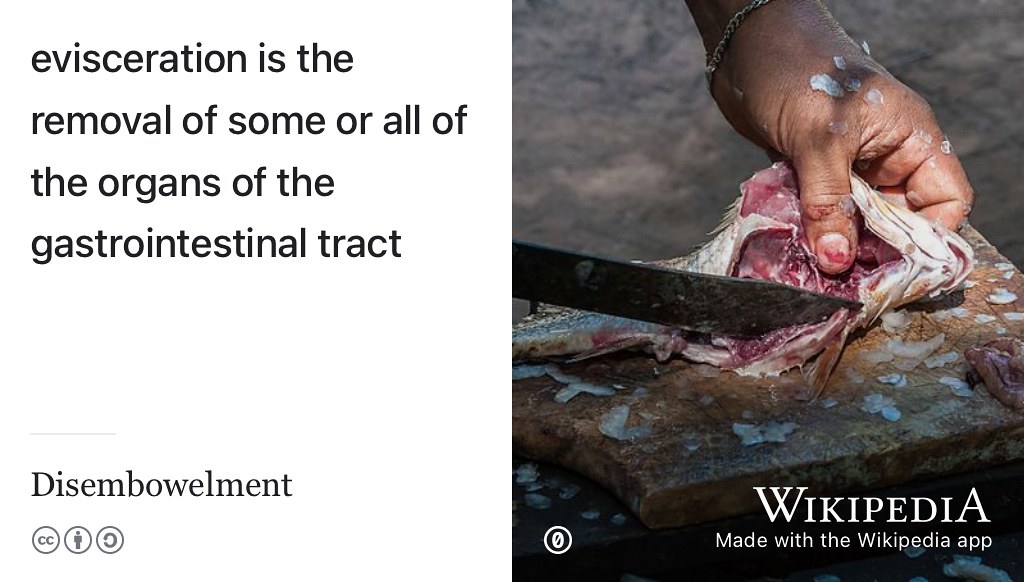 evisceration is the
removal of some or all of
the organs of the
gastrointestinal tract
Disembowelment
cc
WIKIPEDIA
Made with the Wikipedia app